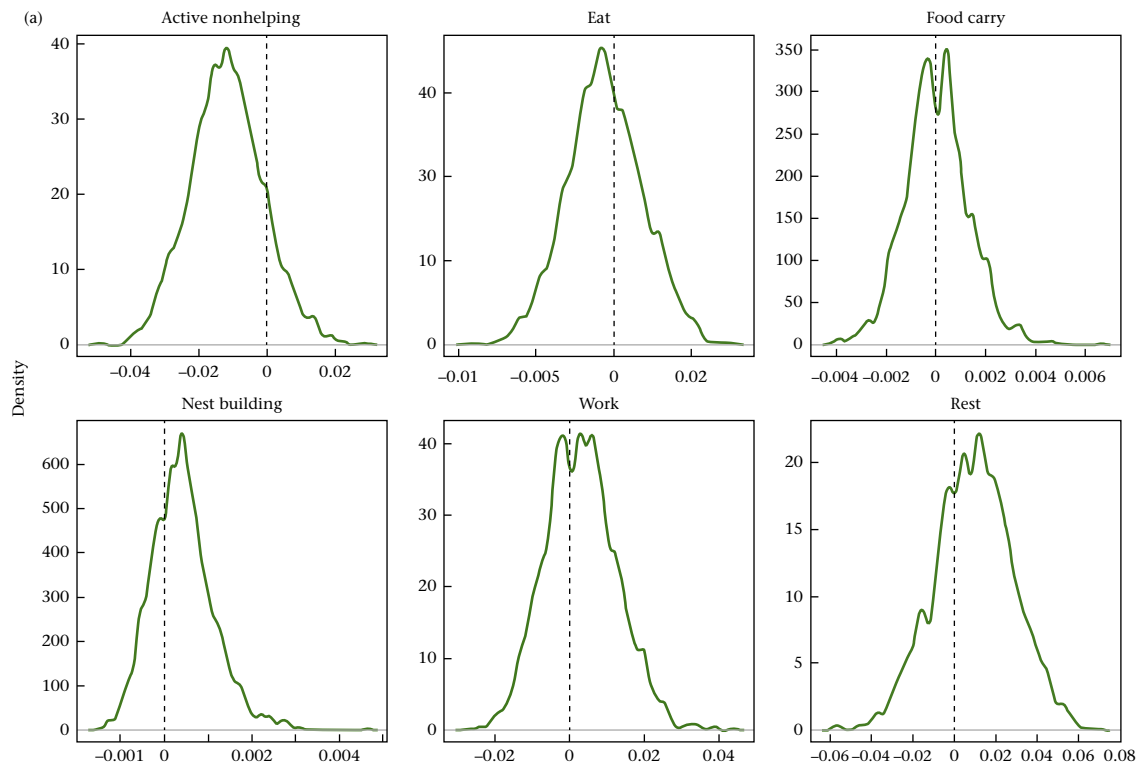 (a)
Active nonhelping
Eat
Food carry
40
30
20
10
0
−0.04 −0.02 0 0.02
40
30
10
0
−0.01 −0.005 0 0.02
350
300
250
200
150
100
50
0
−0.004 −0.002 0 0.002 0.004 0.006
Density
Nest building
Work
Rest
600
500
400
300
200
100
0
−0.001 0 0.002 0.004
40
30
20
10
0
−0.02 0 0.02 0.04
20
15
10
5
0
−0.06 −0.04 −0.02 0 0.02 0.04 0.06 0.08